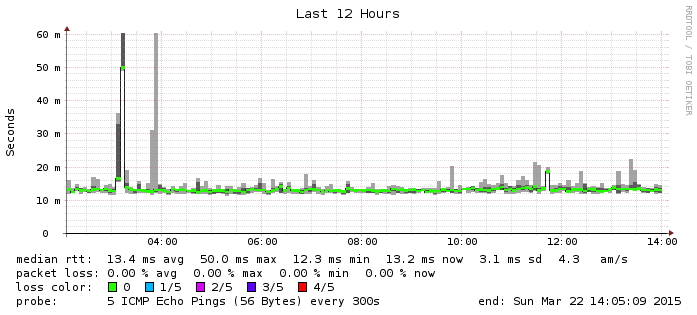 Last 12 Hours
RRDTOOL / TOBI OETIKER
Seconds
60 m
50 m
40 m
30 m
20 m
10 m
0
04:00 06:00 08:00 10:00 12:00 14:00
median rtt: 13.4 ms avg 50.0 ms max 12.3 ms min 13.2 ms now 3.1 ms sd 4.3 am/s
packet loss: 0.00 % avg 0.00 % max 0.00 % min 0.00 % now
loss color: 0 1/5 2/5 3/5 4/5
probe: 5 ICMP Echo Pings (56 Bytes) every 300s end: Sun Mar 22 14:05:09 2015